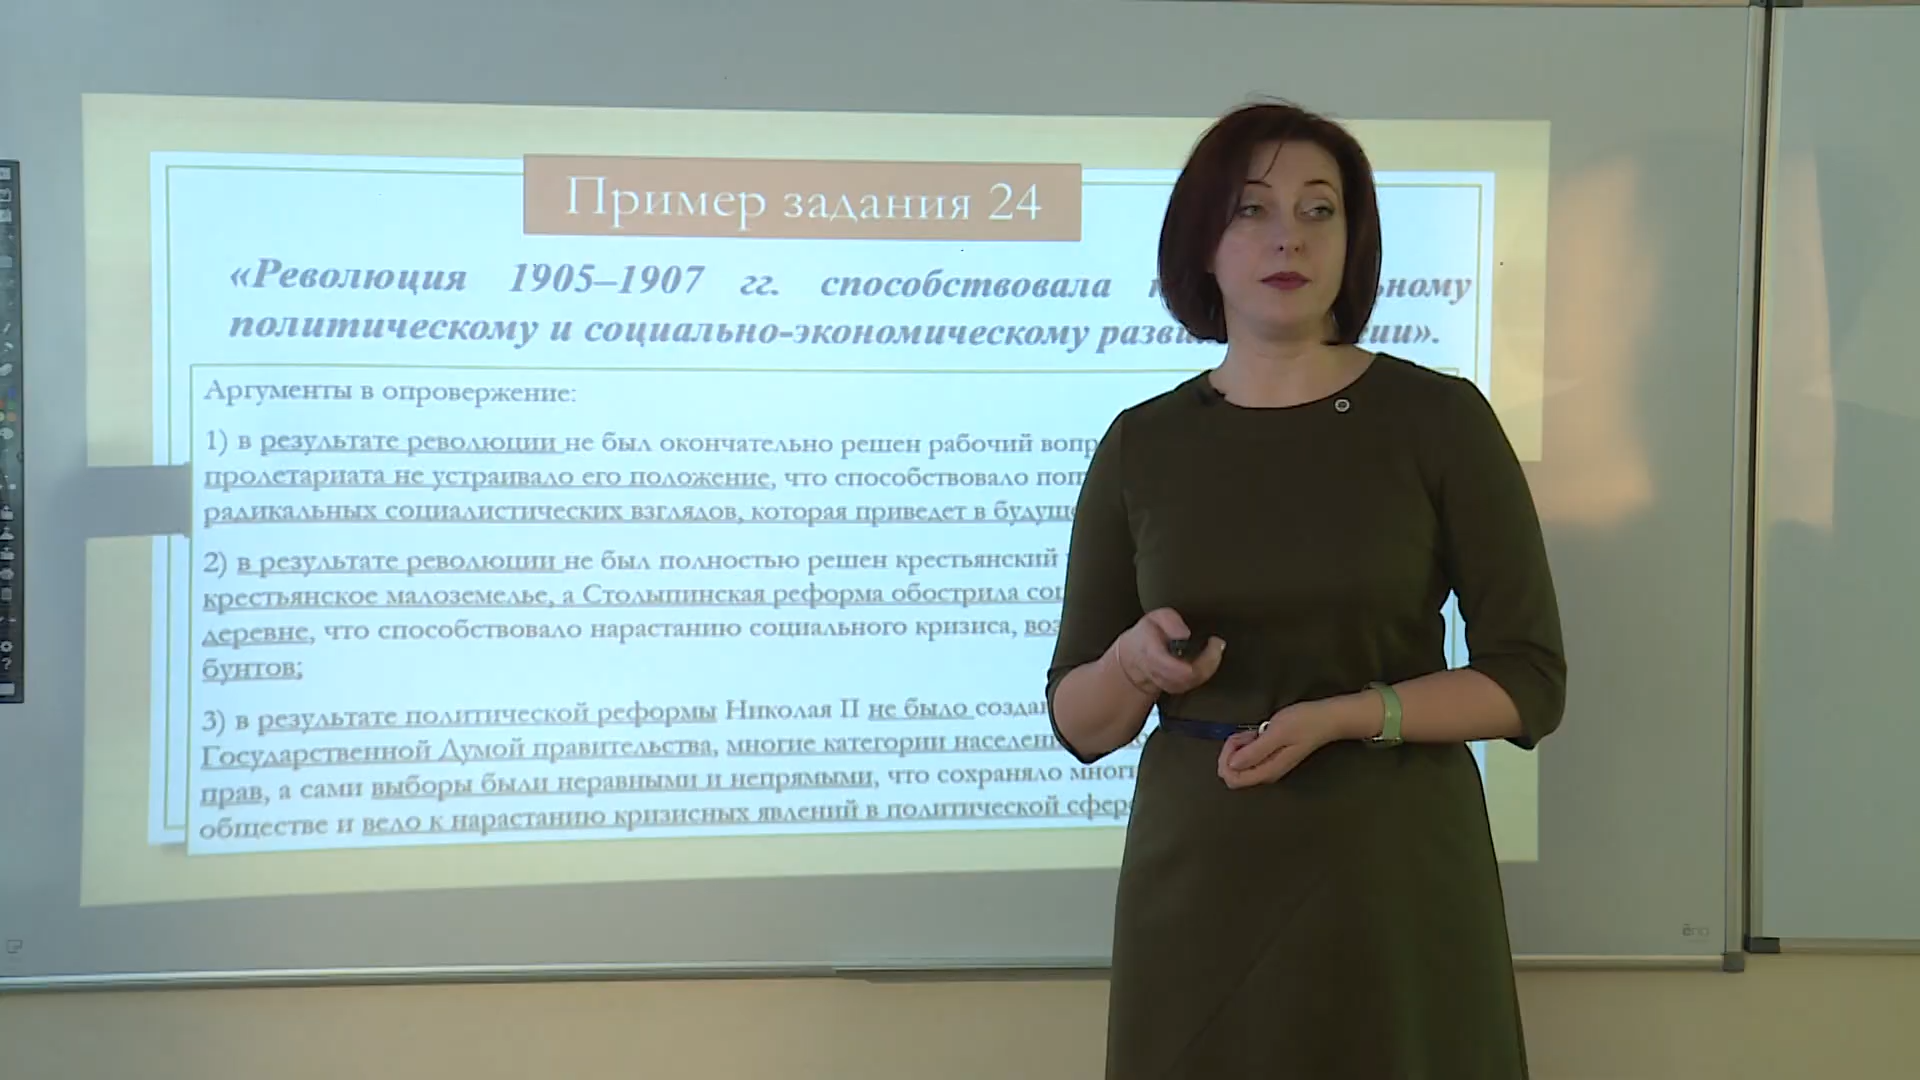 Пример задания 24
«Революция 1905–1907 гг. способствовала
политическому и социально-экономическому
Аргументы в опровержение:
1) в результате революции не был окончательно решен рабочий
пролетариата не устраивало его положение, что способствовало
радикальных социалистических взглядов, которая приведет в
2) в результате революции не был полностью решен крестьянский
крестьянское малоземелье, а Столыпинская реформа обострила
деревне, что способствовало нарастанию социального кризиса,
бунтов;
3) в результате политической реформы Николая II не было
Государственной Думой правительства, многие категории
прав, а сами выборы были неравными и непрямыми, что сохраняло
обществе и вело к нарастанию кризисных явлений в политической
eno